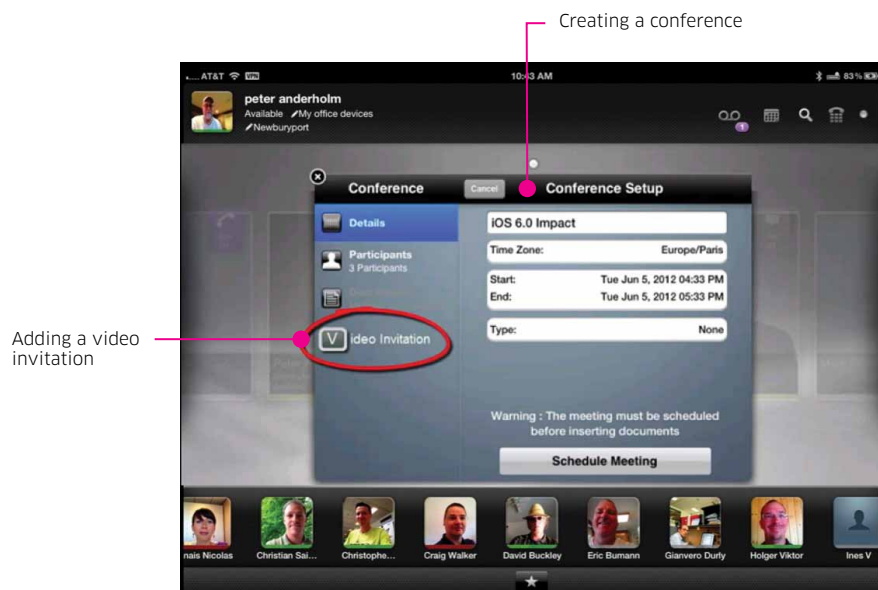 Creating a conference
AT&T VPN 10:43 AM 83%
peter anderholm
Available My office devices
Newburyport
1
Conference
Cancel
Conference Setup
Details
iOS 6.0 Impact
Participants
3 Participants
Time Zone: Europe/Paris
Start: Tue Jun 5, 2012 04:33 PM
End: Tue Jun 5, 2012 05:33 PM
Adding a video
invitation
V ideo Invitation
Type: None
Warning : The meeting must be scheduled
before inserting documents
Schedule Meeting
nais Nicolas
Christian Sai...
Christophe...
Craig Walker
David Buckley
Eric Bumann
Gianvero Durly
Holger Viktor
Ines V